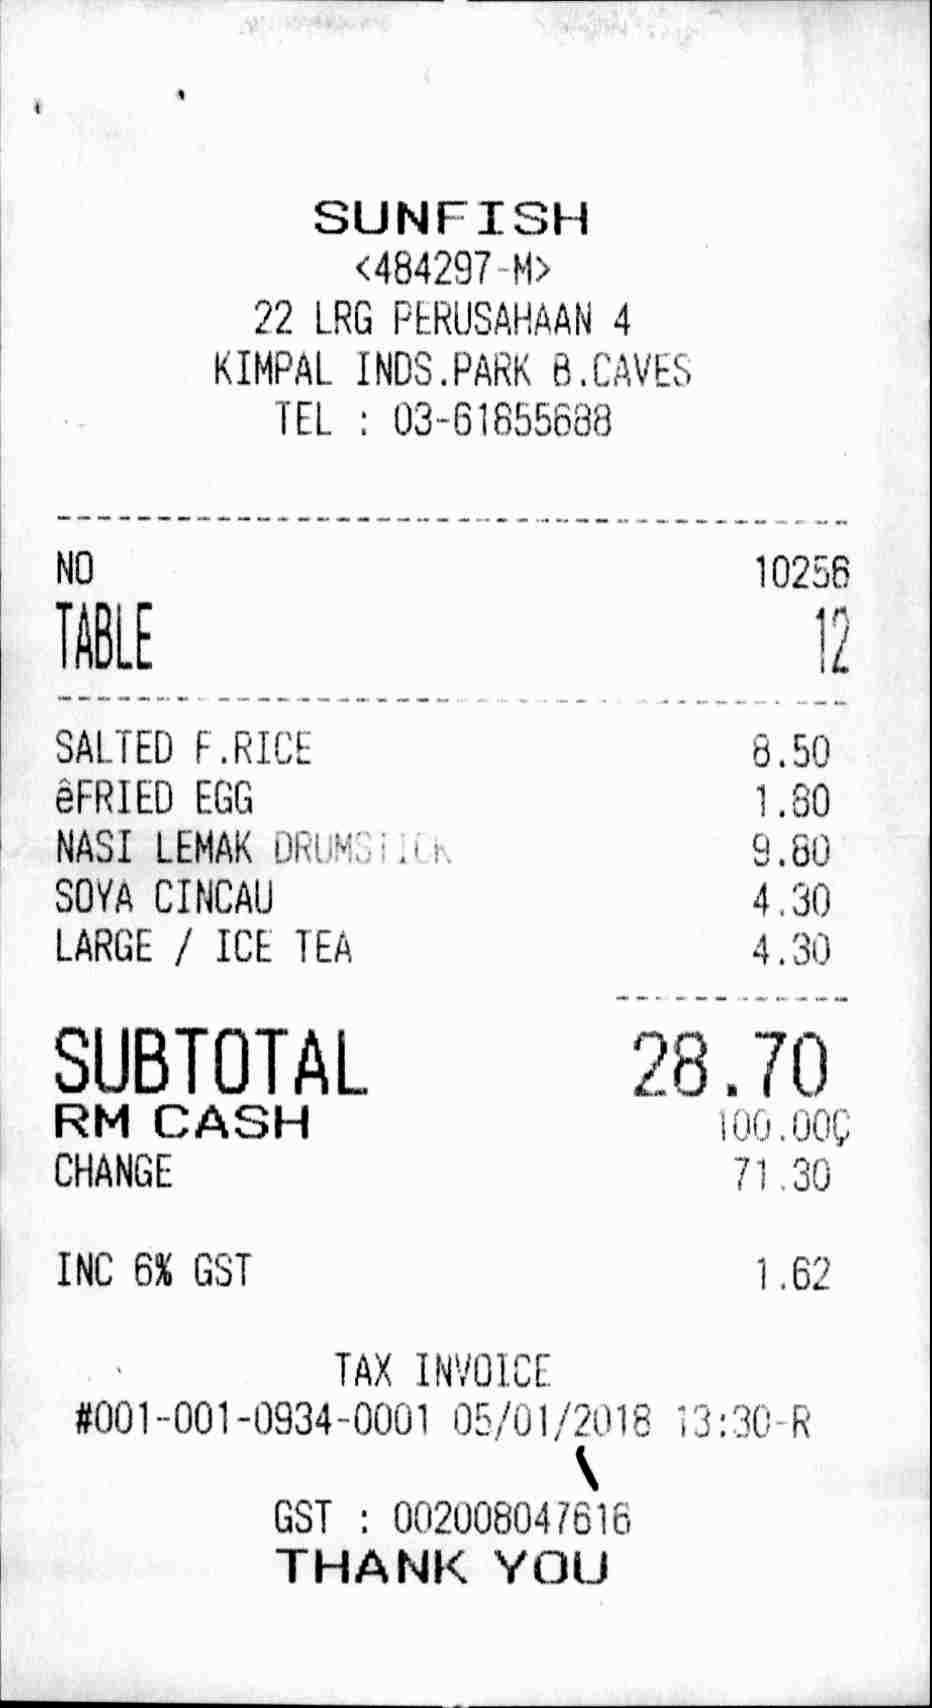 SUNFISH
<484297-M>
22 LRG PERUSAHAAN 4
KIMPAL INDS.PARK B.CAVES
TEL : 03-61855688
NO 10256
TABLE 12
SALTED F.RICE 8.50
êFRIED EGG 1.80
NASI LEMAK DRUMSTICK 9.80
SOYA CINCAU 4.30
LARGE / ICE TEA 4.30
SUBTOTAL 28.70
RM CASH 100.00Ç
CHANGE 71.30
INC 6% GST 1.62
TAX INVOICE
#001-001-0934-0001 05/01/2018 13:30-R
GST : 002008047616
THANK YOU